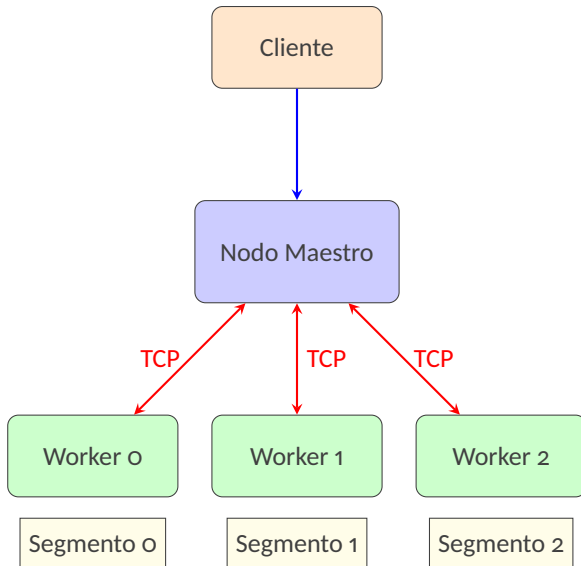 Cliente
Nodo Maestro
TCP TCP TCP
Worker 0 Worker 1 Worker 2
Segmento 0 Segmento 1 Segmento 2